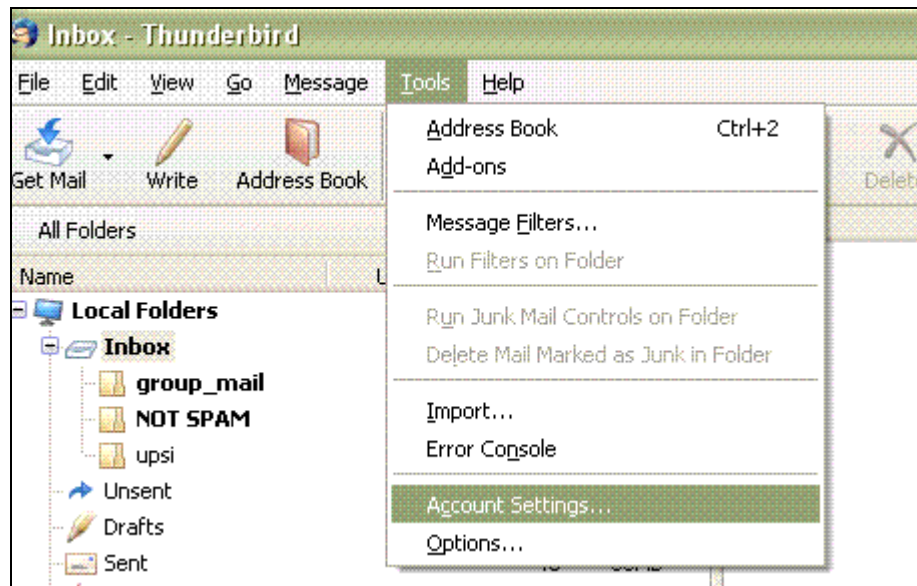 Inbox - Thunderbird
File Edit View Go Message Tools Help
Get Mail Write Address Book
Address Book Ctrl+2
Add-ons
Message Filters...
Run Filters on Folder
Run Junk Mail Controls on Folder
Delete Mail Marked as Junk in Folder
Import...
Error Console
Account Settings...
Options...
All Folders
Name
Local Folders
Inbox
group_mail
NOT SPAM
upsi
Unsent
Drafts
Sent